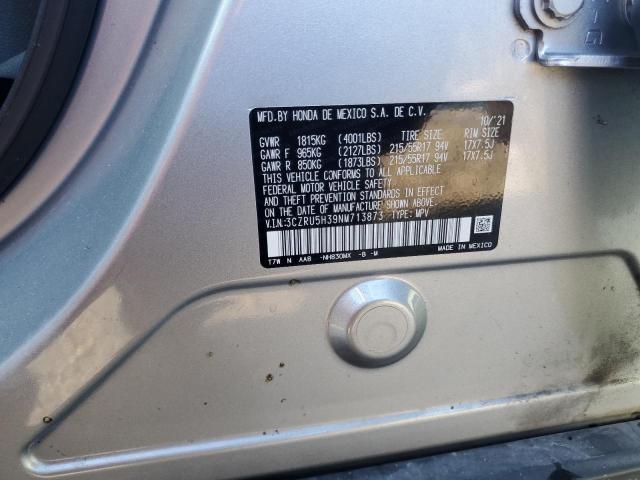 MFD.BY HONDA DE MEXICO S.A. DE C.V. 10/'21
GVWR 1815KG (4001LBS) TIRE SIZE RIM SIZE
GAWR F 965KG (2127LBS) 215/55R17 94V 17X7.5J
GAWR R 850KG (1873LBS) 215/55R17 94V 17X7.5J
THIS VEHICLE CONFORMS TO ALL APPLICABLE
FEDERAL MOTOR VEHICLE SAFETY
BUMPER AND THEFT PREVENTION STANDARDS IN EFFECT
ON THE DATE OF MANUFACTURE SHOWN ABOVE.
V.I.N.:3CZRU5H39NM713873 TYPE: MPV
MADE IN MEXICO
T7W N AAB -NH830MX -B -M